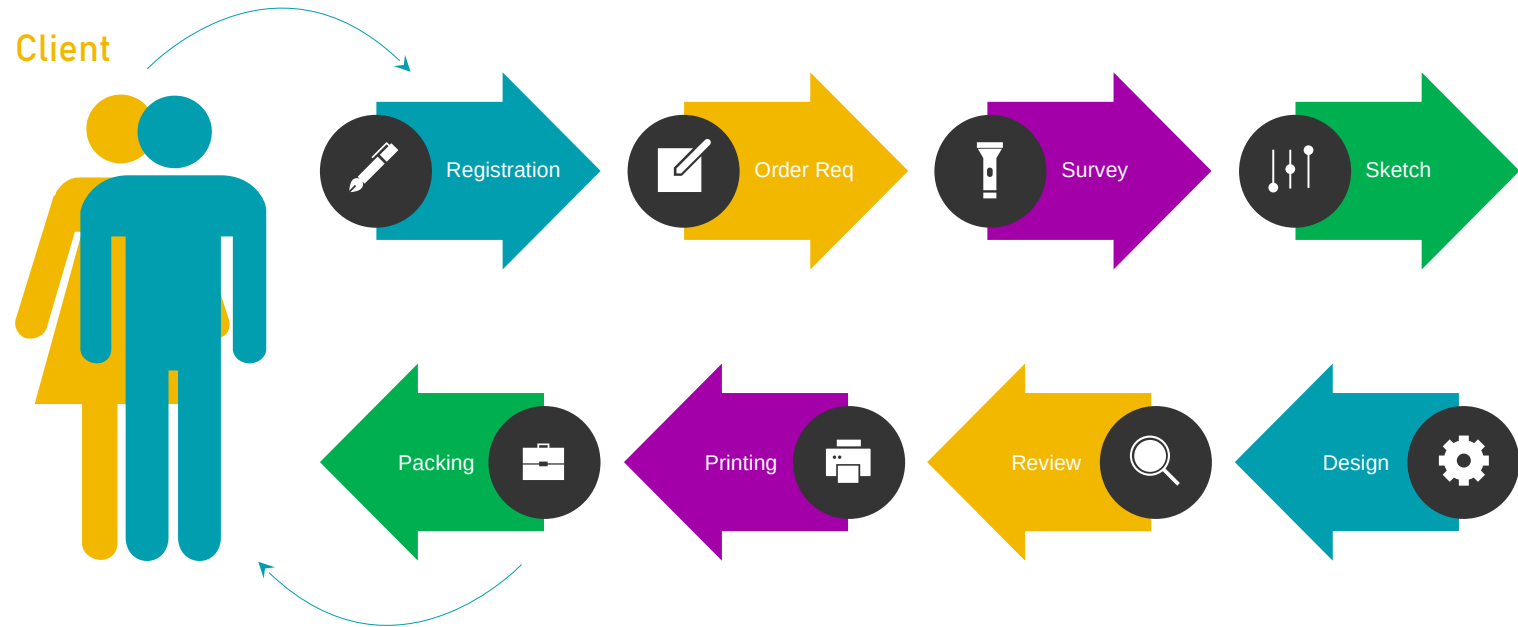 Client
Registration
Order Req
Survey
Sketch
Packing
Printing
Review
Design